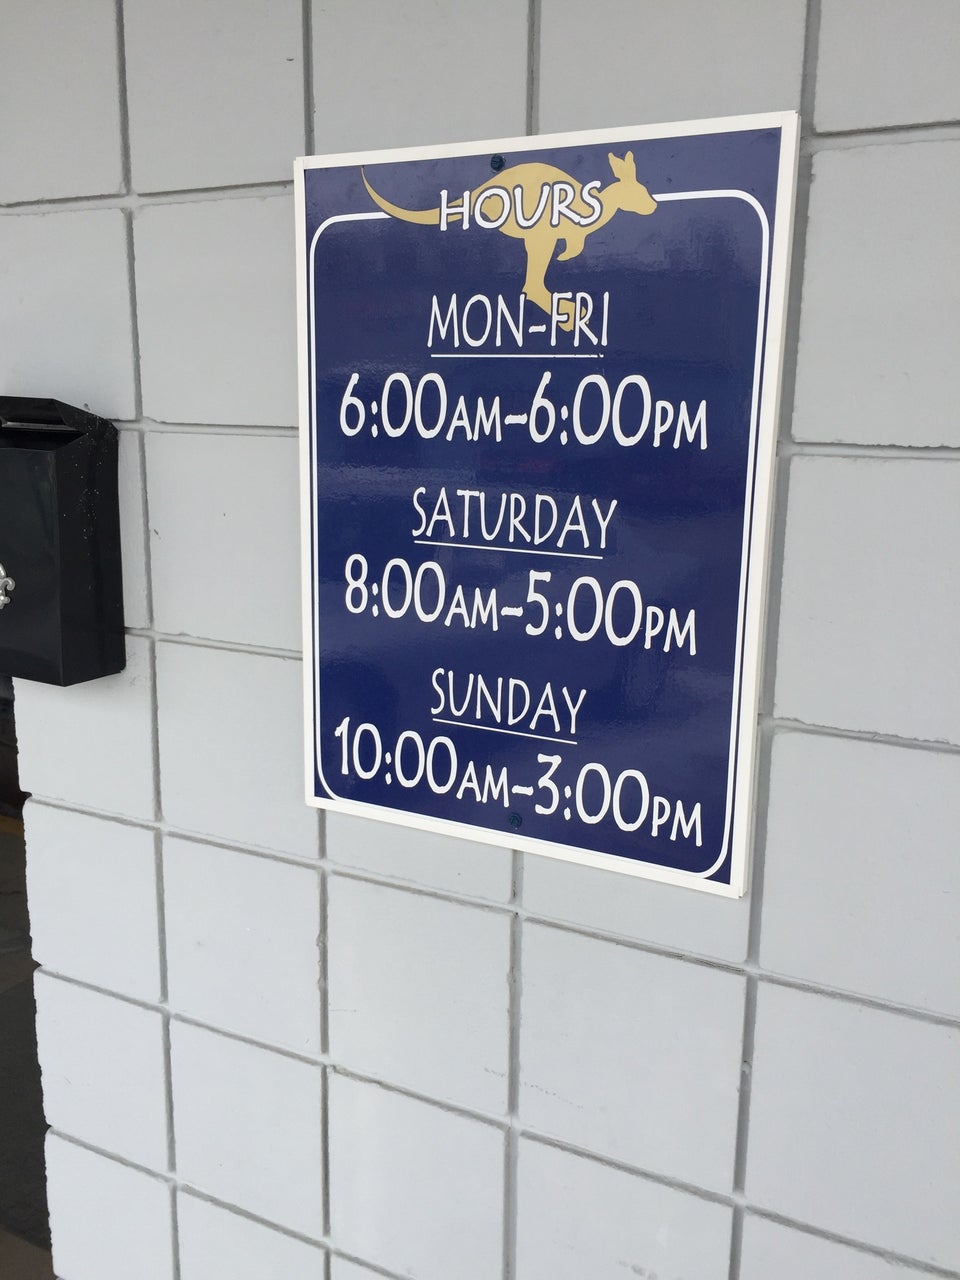 HOURS
MON-FRI
6:00AM-6:00PM
SATURDAY
8:00AM-5:00PM
SUNDAY
10:00AM-3:00PM